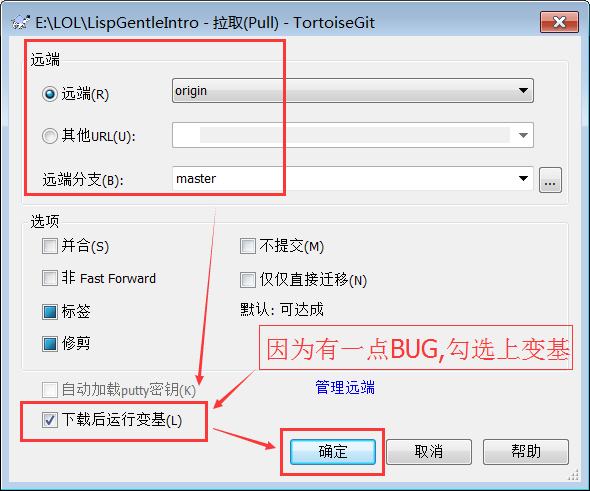 E:\LOL\LispGentleIntro - 拉取(Pull) - TortoiseGit
远端
远端(R)
origin
其他URL(U):
远端分支(B):
master
...
选项
并合(S)
不提交(M)
非 Fast Forward
仅仅直接迁移(N)
标签
默认: 可达成
修剪
因为有一点BUG,勾选上变基
自动加载putty密钥(K)
管理远端
下载后运行变基(L)
确定
取消
帮助